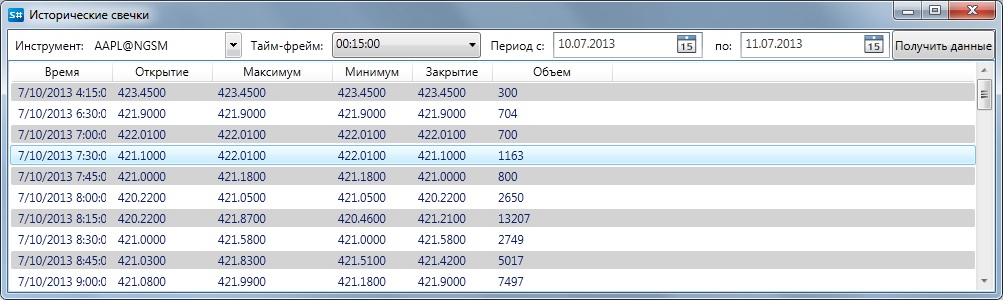 S# Исторические свечки
Инструмент: AAPL@NGSM Тайм-фрейм: 00:15:00 Период с: 10.07.2013 15 по: 11.07.2013 15 Получить данные
Время Открытие Максимум Минимум Закрытие Объем
7/10/2013 4:15:0 423.4500 423.4500 423.4500 423.4500 300
7/10/2013 6:30:0 421.9000 421.9000 421.9000 421.9000 704
7/10/2013 7:00:0 422.0100 422.0100 422.0100 422.0100 700
7/10/2013 7:30:0 421.1000 422.0100 422.0100 421.1000 1163
7/10/2013 7:45:0 421.0000 421.1800 421.1800 421.0000 800
7/10/2013 8:00:0 420.2200 421.0500 421.0500 420.2200 2650
7/10/2013 8:15:0 420.2200 421.8700 420.4600 421.2100 13207
7/10/2013 8:30:0 421.0000 421.5800 421.0000 421.5800 2749
7/10/2013 8:45:0 421.0300 421.8300 421.5100 421.4200 5017
7/10/2013 9:00:0 421.0800 421.9900 421.1800 421.9000 7497